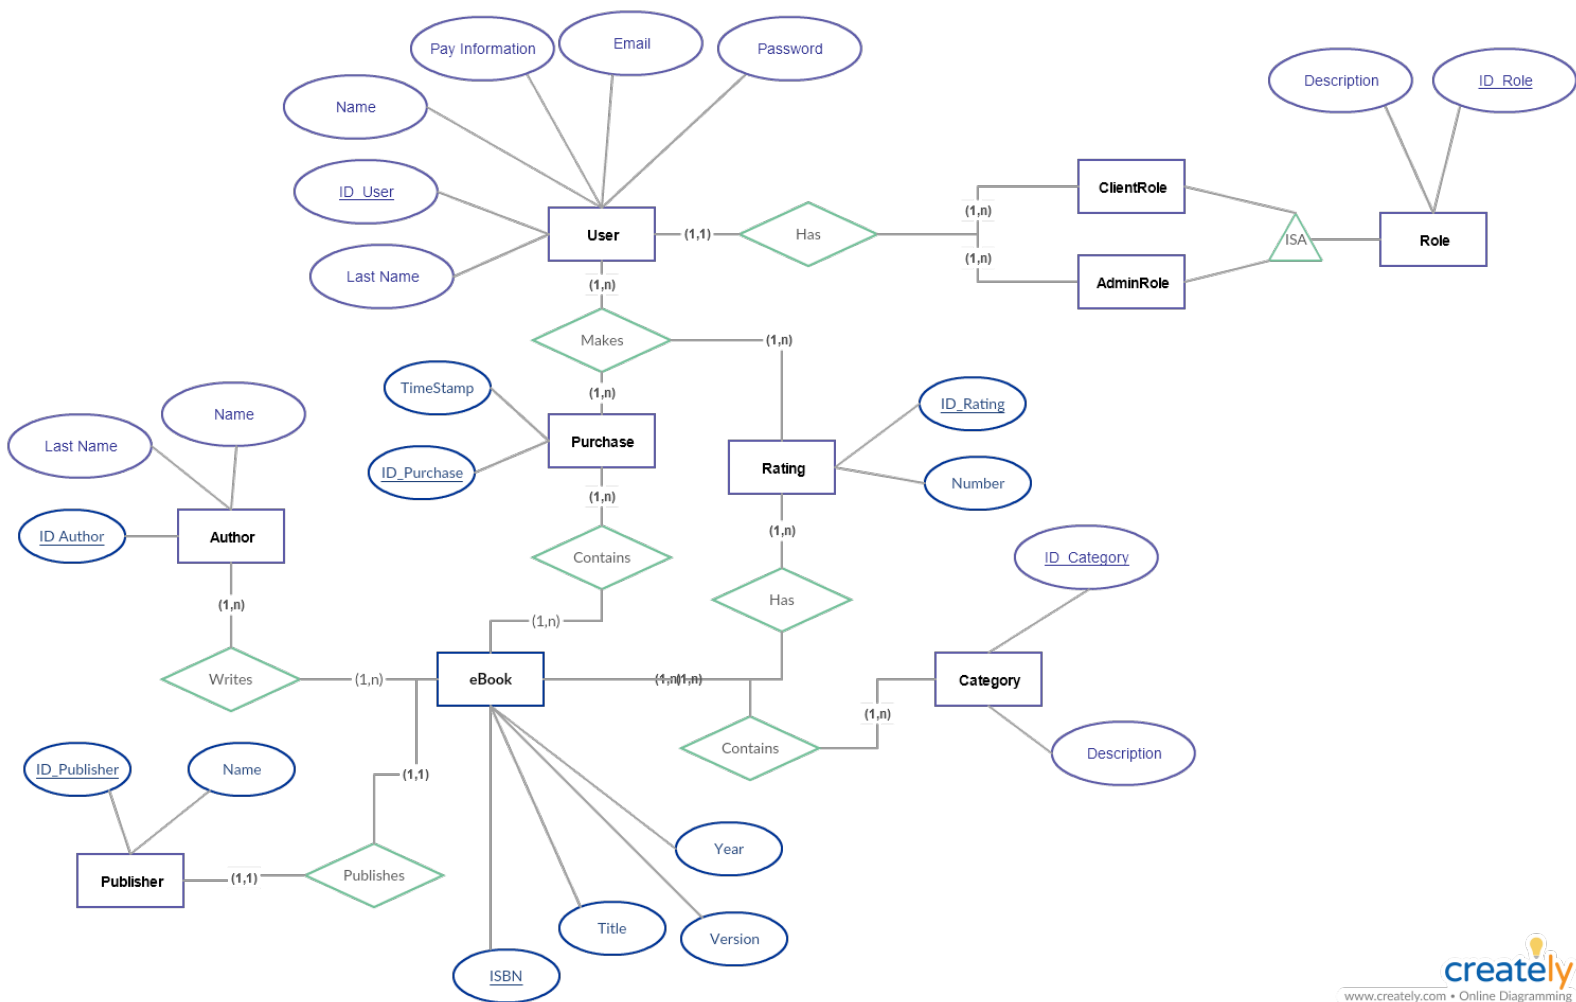 Pay Information
Email
Password
Name
Description
ID_Role
ID_User
ClientRole
Last Name
User
(1,1)
Has
(1,n)
(1,n)
ISA
Role
AdminRole
(1,n)
Makes
(1,n)
(1,n)
TimeStamp
ID_Purchase
Purchase
ID_Rating
Number
Rating
Name
Last Name
ID Author
Author
(1,n)
(1,n)
(1,n)
Contains
Has
ID_Category
(1,n)
Writes
(1,n)
eBook
(1,n)
(1,n)
Category
(1,n)
Contains
Description
ID_Publisher
Name
(1,1)
Publisher
(1,1)
Publishes
Year
Title
Version
ISBN
creately
www.creately.com • Online Diagramming